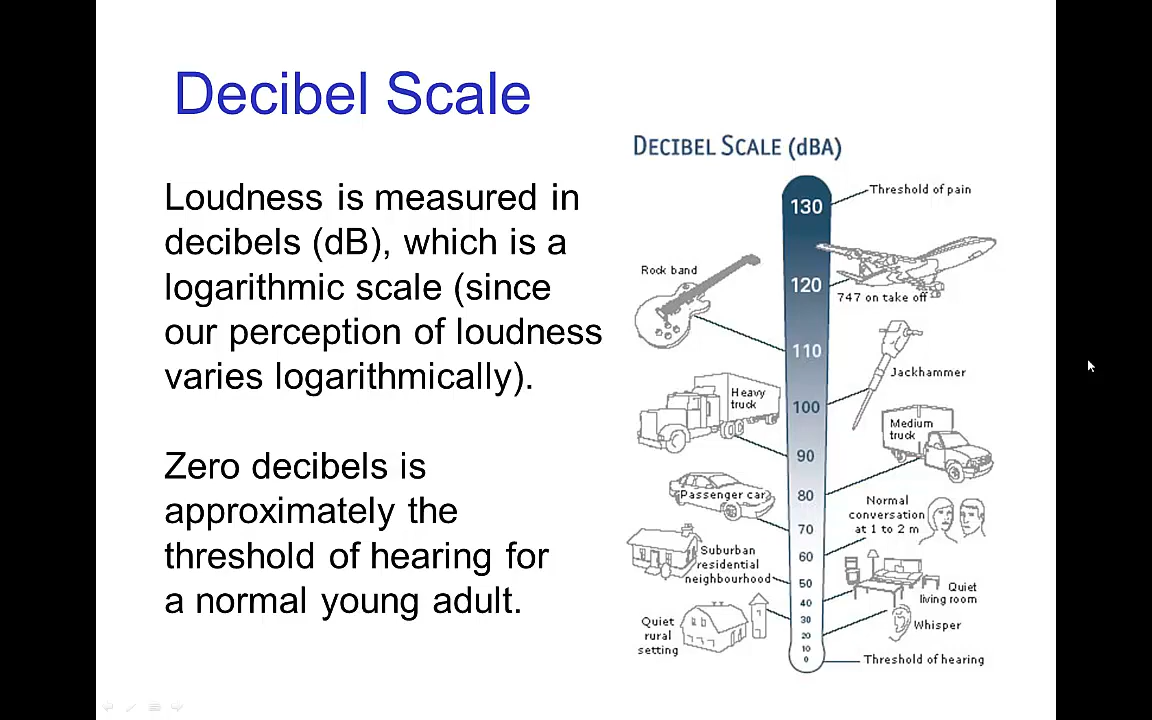 Decibel Scale
Loudness is measured in
decibels (dB), which is a
logarithmic scale (since
our perception of loudness
varies logarithmically).
Zero decibels is
approximately the
threshold of hearing for
a normal young adult.
DECIBEL SCALE (dBA)
Threshold of pain
130
Rock band
120
747 on take off
110
Jackhammer
Heavy
truck
100
Medium
truck
90
Passenger car
80
Normal
conversation
at 1 to 2 m
70
Suburban
residential
neighbourhood
60
50
Quiet
living room
40
30
Quiet
rural
setting
Whisper
20
10
0
Threshold of hearing